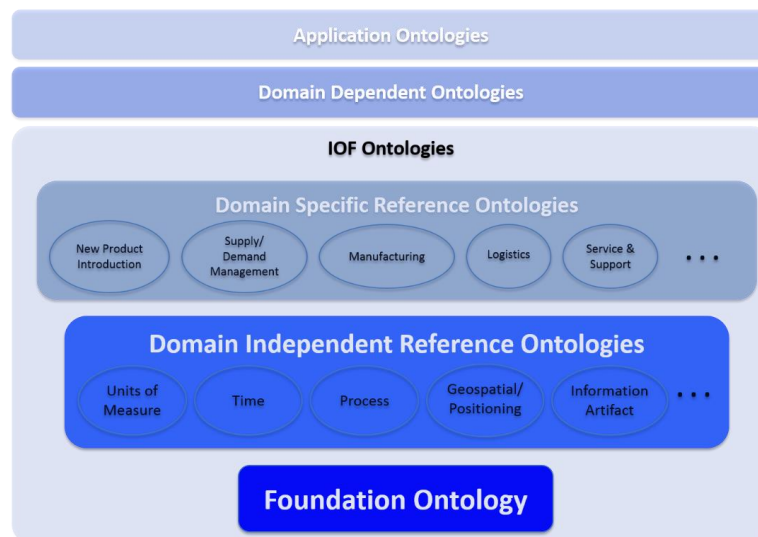 Application Ontologies
Domain Dependent Ontologies
IOF Ontologies
Domain Specific Reference Ontologies
New Product
Introduction
Supply/
Demand
Management
Manufacturing
Logistics
Service &
Support
...
Domain Independent Reference Ontologies
Units of
Measure
Time
Process
Geospatial/
Positioning
Information
Artifact
...
Foundation Ontology